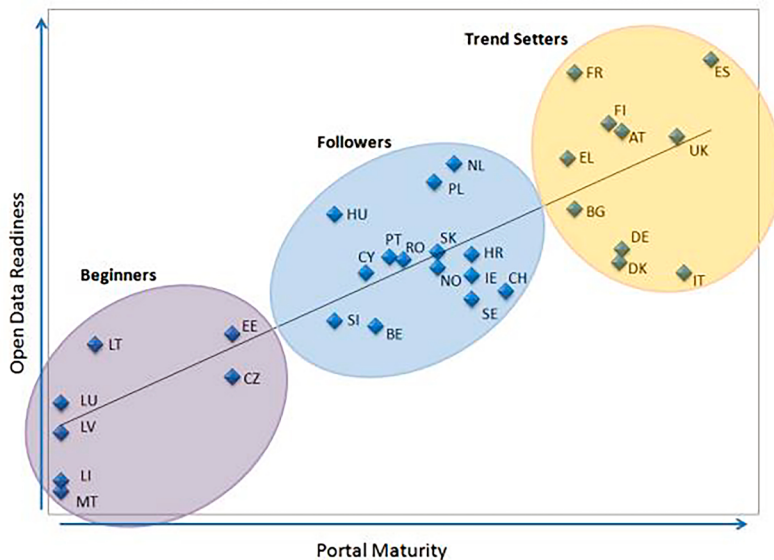 Trend Setters
FR
ES
FI
AT
UK
EL
BG
DE
DK
IT
Followers
NL
PL
HU
PT
RO
SK
HR
CY
NO
IE
CH
SE
SI
BE
Beginners
EE
LT
CZ
LU
LV
LI
MT
Open Data Readiness
Portal Maturity